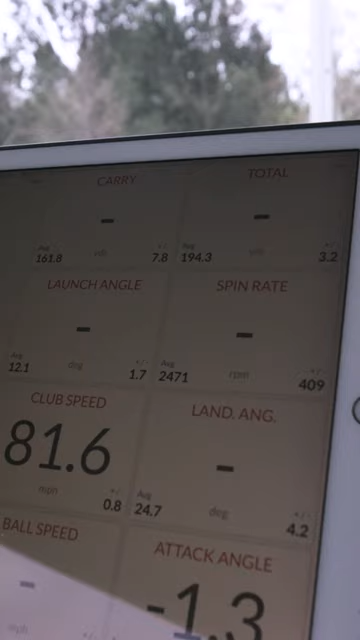 CARRY TOTAL
- -
Avg yds +/- Avg yds +/-
161.8 7.8 194.3 3.2
LAUNCH ANGLE SPIN RATE
- -
Avg deg +/- Avg rpm +/-
12.1 1.7 2471 409
CLUB SPEED LAND. ANG.
81.6 -
mph +/- Avg deg +/-
0.8 24.7 4.2
BALL SPEED ATTACK ANGLE
- -1.3
mph